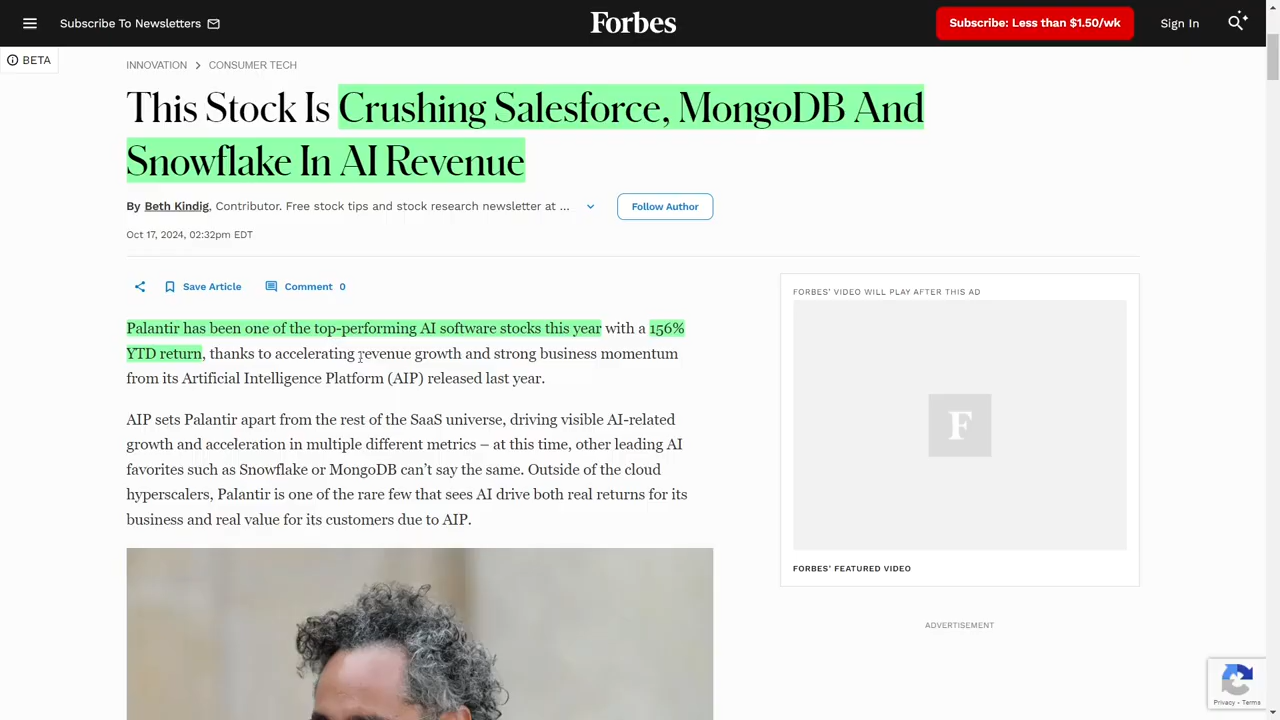 Subscribe To Newsletters
Forbes
Subscribe: Less than $1.50/wk
Sign In
BETA
INNOVATION > CONSUMER TECH
This Stock Is Crushing Salesforce, MongoDB And
Snowflake In AI Revenue
By Beth Kindig, Contributor. Free stock tips and stock research newsletter at ...
Follow Author
Oct 17, 2024, 02:32pm EDT
Save Article
Comment 0
Palantir has been one of the top-performing AI software stocks this year with a 156%
YTD return, thanks to accelerating revenue growth and strong business momentum
from its Artificial Intelligence Platform (AIP) released last year.
AIP sets Palantir apart from the rest of the SaaS universe, driving visible AI-related
growth and acceleration in multiple different metrics – at this time, other leading AI
favorites such as Snowflake or MongoDB can’t say the same. Outside of the cloud
hyperscalers, Palantir is one of the rare few that sees AI drive both real returns for its
business and real value for its customers due to AIP.
FORBES’ VIDEO WILL PLAY AFTER THIS AD
F
FORBES’ FEATURED VIDEO
ADVERTISEMENT
Privacy - Terms